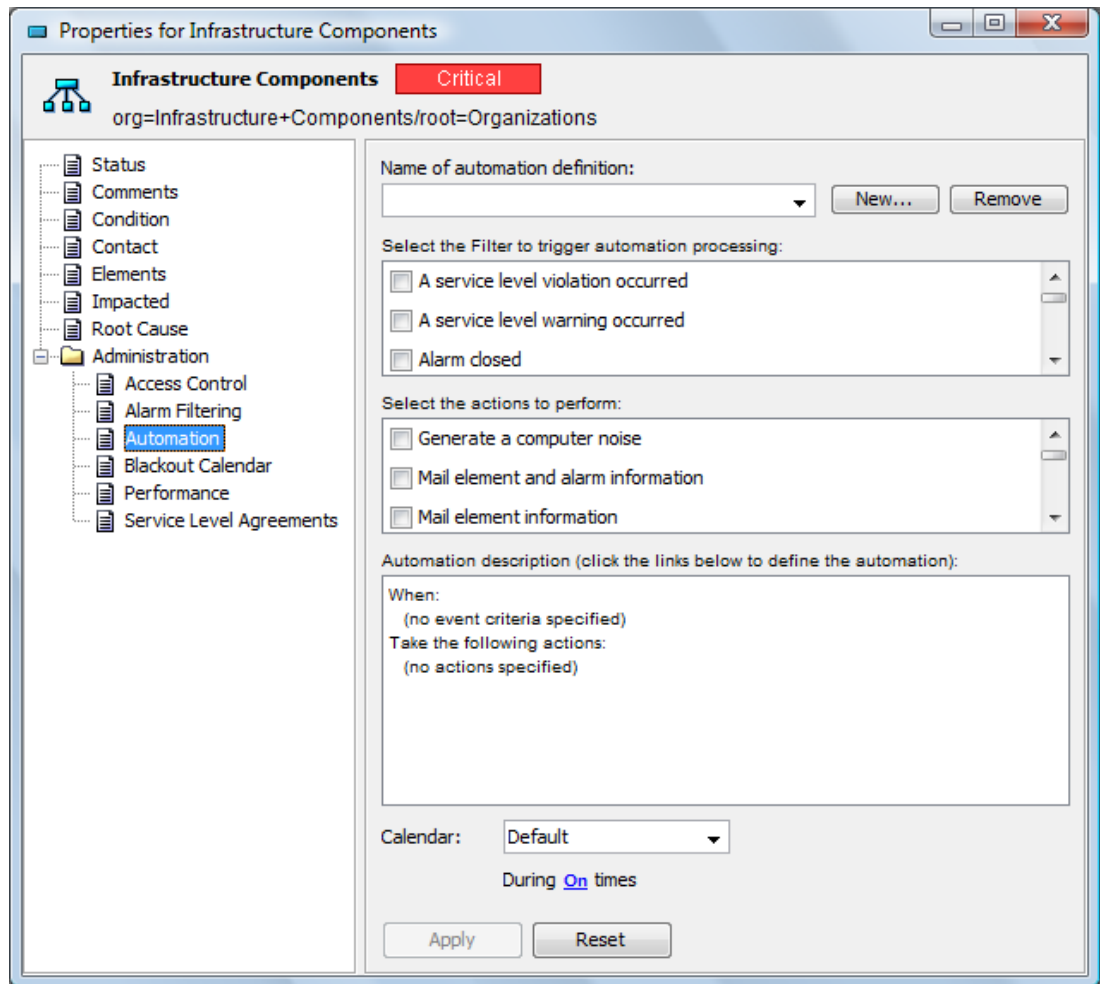 Properties for Infrastructure Components
Infrastructure Components Critical
org=Infrastructure+Components/root=Organizations
Status
Comments
Condition
Contact
Elements
Impacted
Root Cause
Administration
Access Control
Alarm Filtering
Automation
Blackout Calendar
Performance
Service Level Agreements
Name of automation definition:
New... Remove
Select the Filter to trigger automation processing:
A service level violation occurred
A service level warning occurred
Alarm closed
Select the actions to perform:
Generate a computer noise
Mail element and alarm information
Mail element information
Automation description (click the links below to define the automation):
When:
(no event criteria specified)
Take the following actions:
(no actions specified)
Calendar: Default
During On times
Apply Reset